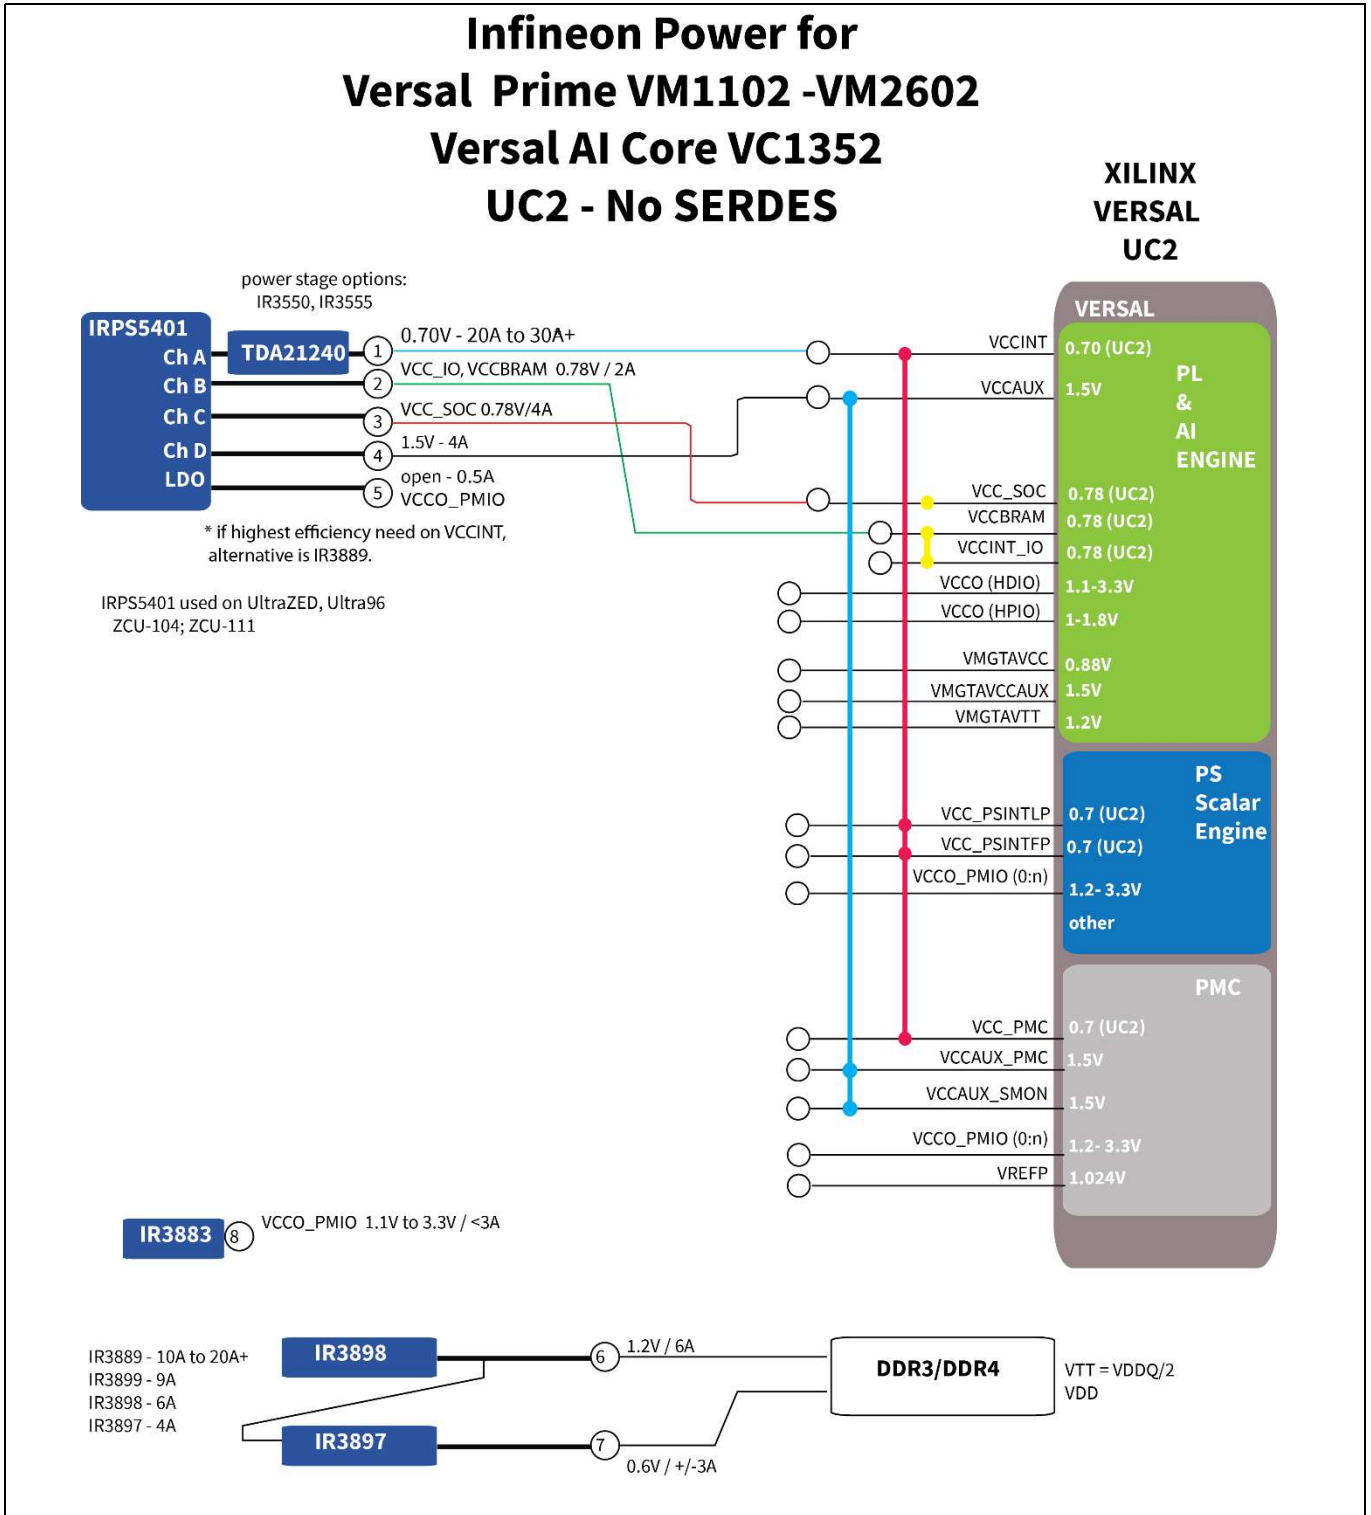 Infineon Power for
Versal Prime VM1102 -VM2602
Versal AI Core VC1352
UC2 - No SERDES
XILINX
VERSAL
UC2
power stage options:
IR3550, IR3555
IRPS5401
Ch A
Ch B
Ch C
Ch D
LDO
TDA21240
1
0.70V - 20A to 30A+
2
VCC_IO, VCCBRAM 0.78V / 2A
3
VCC_SOC 0.78V/4A
4
1.5V - 4A
5
open - 0.5A
VCCO_PMIO
* if highest efficiency need on VCCINT,
alternative is IR3889.
IRPS5401 used on UltraZED, Ultra96
ZCU-104; ZCU-111
VERSAL
PL
&
AI
ENGINE
VCCINT 0.70 (UC2)
VCCAUX 1.5V
VCC_SOC 0.78 (UC2)
VCCBRAM 0.78 (UC2)
VCCINT_IO 0.78 (UC2)
VCCO (HDIO) 1.1-3.3V
VCCO (HPIO) 1-1.8V
VMGTAVCC 0.88V
VMGTAVCCAUX 1.5V
VMGTAVTT 1.2V
PS
Scalar
Engine
VCC_PSINTLP 0.7 (UC2)
VCC_PSINTFP 0.7 (UC2)
VCCO_PMIO (0:n) 1.2- 3.3V
other
PMC
VCC_PMC 0.7 (UC2)
VCCAUX_PMC 1.5V
VCCAUX_SMON 1.5V
VCCO_PMIO (0:n) 1.2- 3.3V
VREFP 1.024V
IR3883
8
VCCO_PMIO 1.1V to 3.3V / <3A
IR3889 - 10A to 20A+
IR3899 - 9A
IR3898 - 6A
IR3897 - 4A
IR3898
6
1.2V / 6A
IR3897
7
0.6V / +/-3A
DDR3/DDR4
VTT = VDDQ/2
VDD